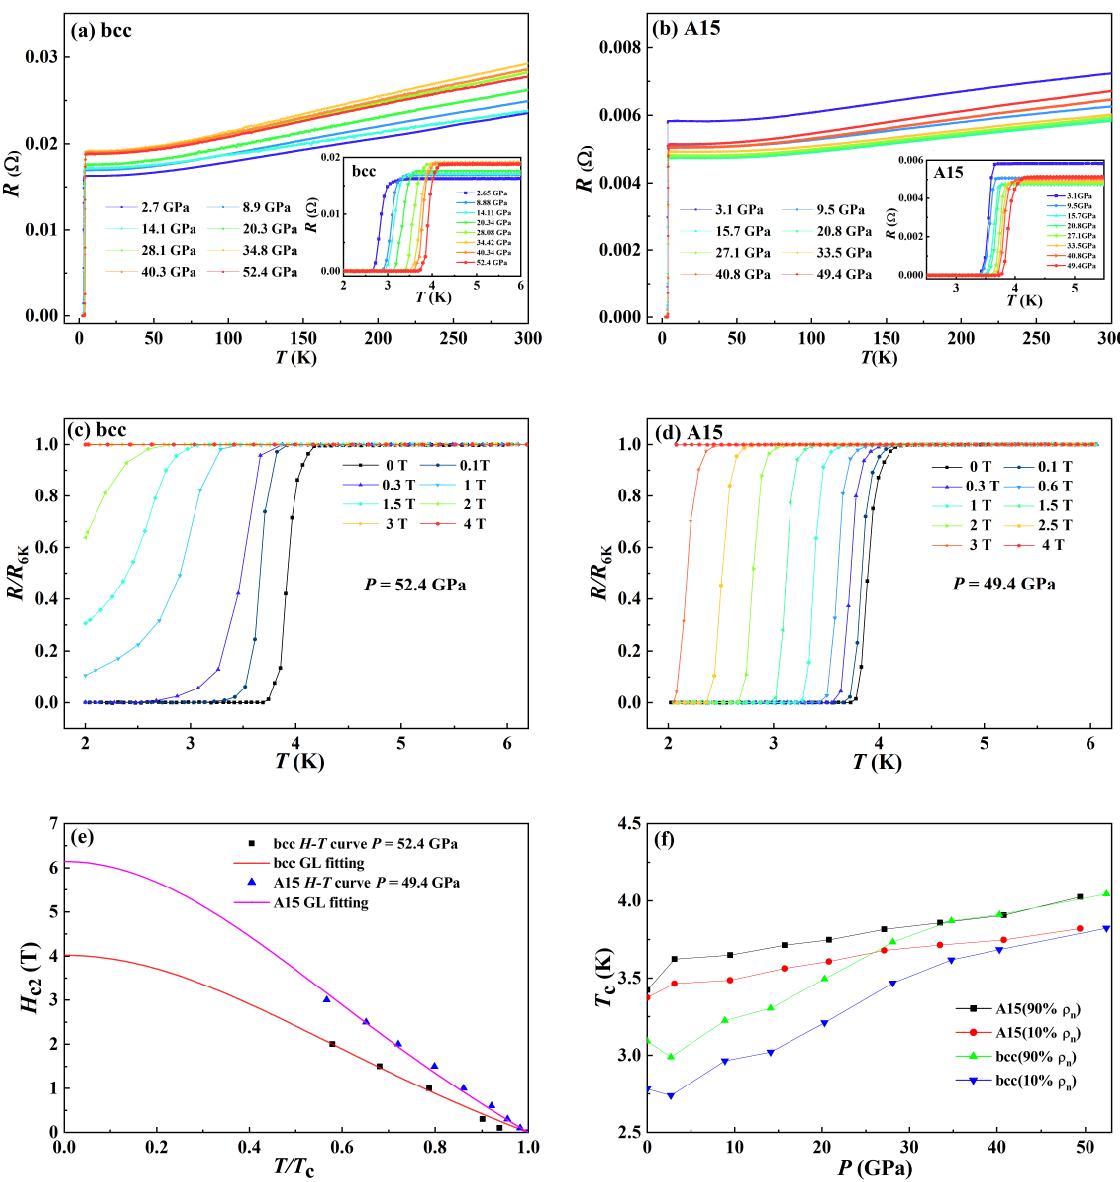 (a) bcc
R (Ω)
0.03
0.02
0.01
0.00
2.7 GPa 8.9 GPa
14.1 GPa 20.3 GPa
28.1 GPa 34.8 GPa
40.3 GPa 52.4 GPa
0 50 100 150 200 250 300
T (K)
bcc
R (Ω)
0.02
0.01
0.00
2.65 GPa
8.88 GPa
14.11 GPa
20.34 GPa
28.08 GPa
34.42 GPa
40.34 GPa
52.4 GPa
2 3 4 5 6
T (K)
(b) A15
R (Ω)
0.008
0.006
0.004
0.002
0.000
3.1 GPa 9.5 GPa
15.7 GPa 20.8 GPa
27.1 GPa 33.5 GPa
40.8 GPa 49.4 GPa
0 50 100 150 200 250 300
T(K)
A15
R (Ω)
0.006
0.004
0.002
0.000
3.1GPa
9.5GPa
15.7GPa
20.8GPa
27.1GPa
33.5GPa
40.8GPa
49.4GPa
3 4 5
T (K)
(c) bcc
R/R6K
1.0
0.8
0.6
0.4
0.2
0.0
0 T 0.1T
0.3 T 1 T
1.5 T 2 T
3 T 4 T
P = 52.4 GPa
2 3 4 5 6
T (K)
(d) A15
R/R6K
1.0
0.8
0.6
0.4
0.2
0.0
0 T 0.1 T
0.3 T 0.6 T
1 T 1.5 T
2 T 2.5 T
3 T 4 T
P = 49.4 GPa
2 3 4 5 6
T (K)
(e)
Hc2 (T)
7
6
5
4
3
2
1
0
bcc H-T curve P = 52.4 GPa
bcc GL fitting
A15 H-T curve P = 49.4 GPa
A15 GL fitting
0.0 0.2 0.4 0.6 0.8 1.0
T/Tc
(f)
Tc (K)
4.5
4.0
3.5
3.0
2.5
A15(90% ρn)
A15(10% ρn)
bcc(90% ρn)
bcc(10% ρn)
0 10 20 30 40 50
P (GPa)